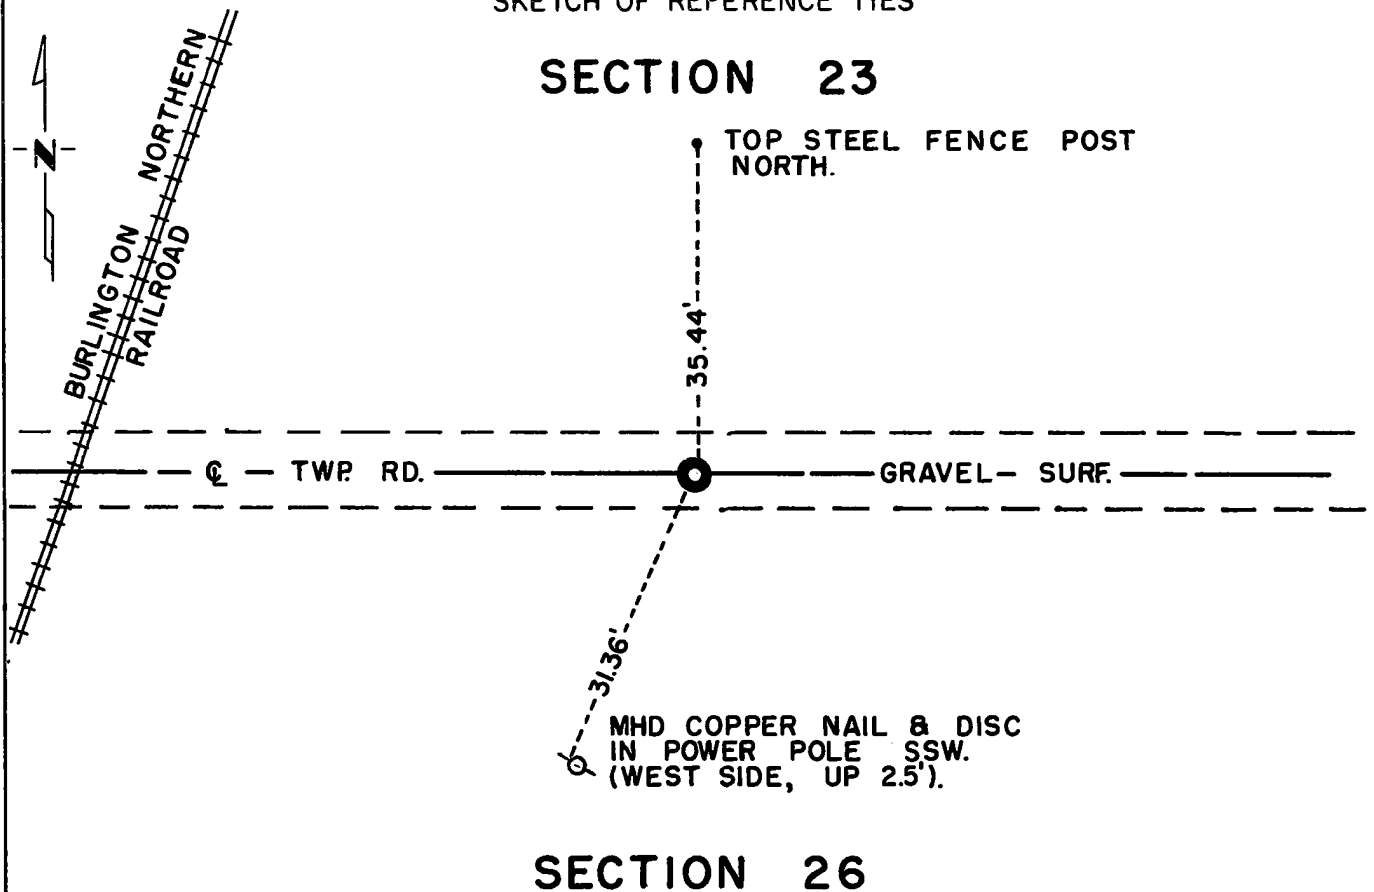 SKETCH OF REFERENCE TIES
SECTION 23
N
TOP STEEL FENCE POST
NORTH.
BURLINGTON NORTHERN
RAILROAD
35.44'
℄ — TWP. RD.
GRAVEL — SURF.
31.36'
MHD COPPER NAIL & DISC
IN POWER POLE SSW.
(WEST SIDE, UP 2.5').
SECTION 26